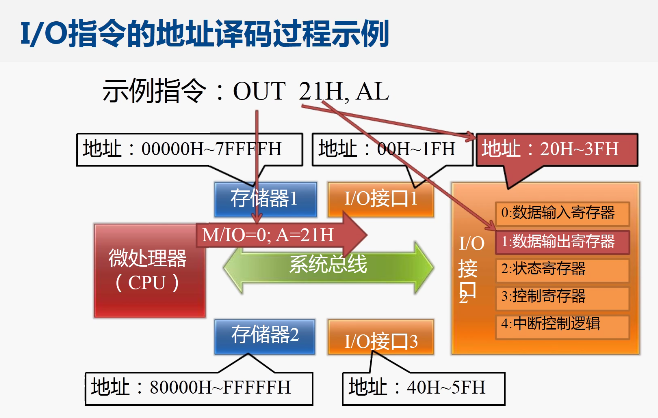 I/O指令的地址译码过程示例
示例指令：OUT 21H, AL
地址：00000H~7FFFFH
地址：00H~1FH
地址：20H~3FH
存储器1
I/O接口1
M/IO=0; A=21H
微处理器
（CPU）
系统总线
I/O
接
口
2
0:数据输入寄存器
1:数据输出寄存器
2:状态寄存器
3:控制寄存器
4:中断控制逻辑
存储器2
I/O接口3
地址：80000H~FFFFFH
地址：40H~5FH